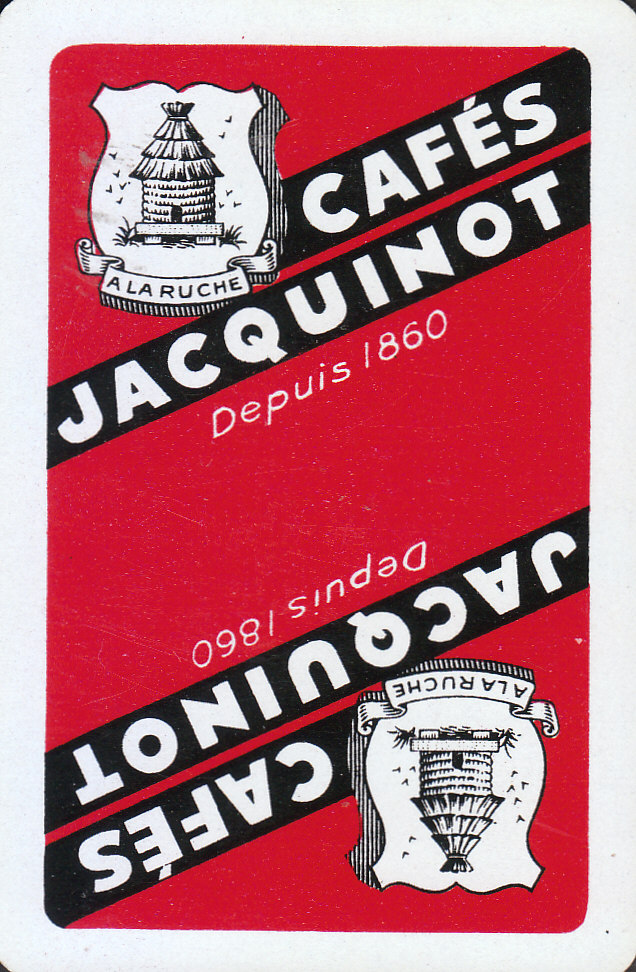 CAFÉS
JACQUINOT
A LA RUCHE
Depuis 1860
Depuis 1860
JACQUINOT
A LA RUCHE
CAFÉS